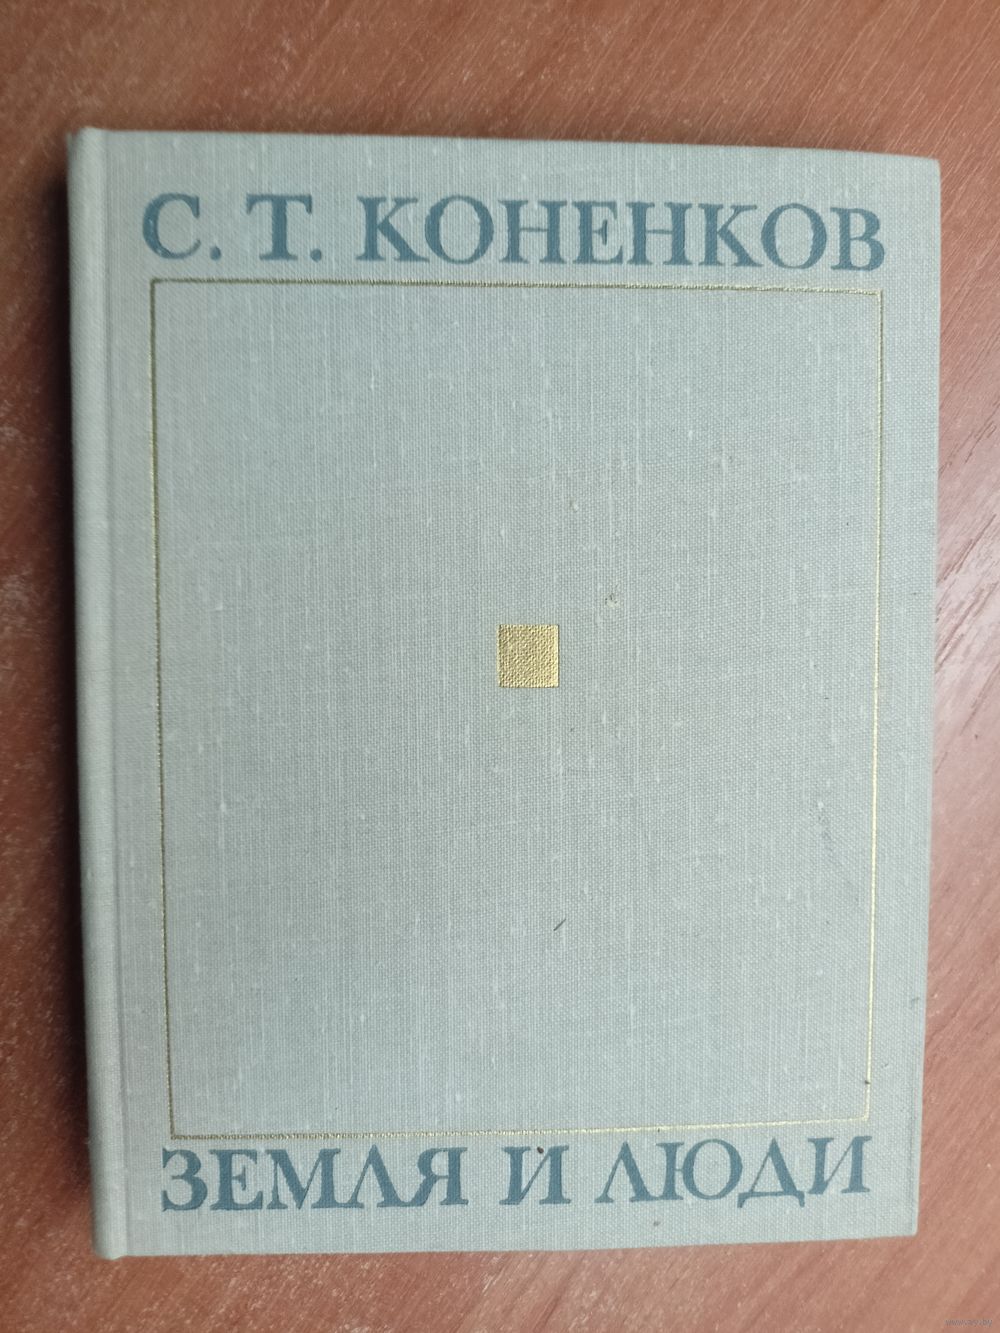 С. Т. КОНЕНКОВ
ЗЕМЛЯ И ЛЮДИ